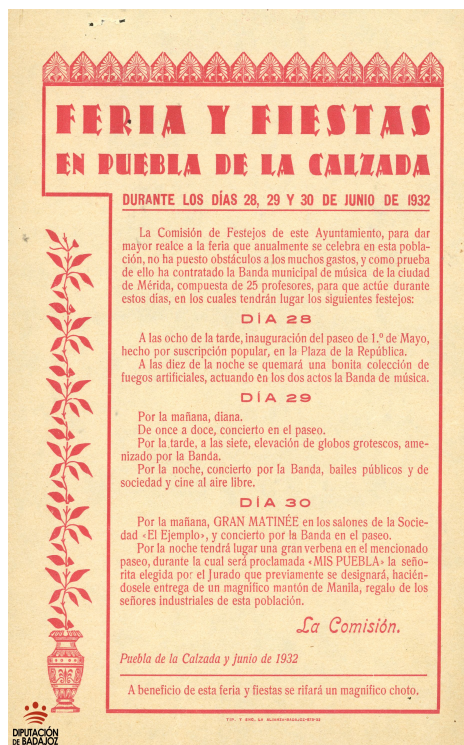 FERIA Y FIESTAS
EN PUEBLA DE LA CALZADA
DURANTE LOS DÍAS 28, 29 Y 30 DE JUNIO DE 1932
La Comisión de Festejos de este Ayuntamiento, para dar
mayor realce a la feria que anualmente se celebra en esta pobla-
ción, no ha puesto obstáculos a los muchos gastos, y como prueba
de ello ha contratado la Banda municipal de música de la ciudad
de Mérida, compuesta de 25 profesores, para que actúe durante
estos días, en los cuales tendrán lugar los siguientes festejos:
DÍA 28
A las ocho de la tarde, inauguración del paseo de 1.º de Mayo,
hecho por suscripción popular, en la Plaza de la República.
A las diez de la noche se quemará una bonita colección de
fuegos artificiales, actuando en los dos actos la Banda de música.
DÍA 29
Por la mañana, diana.
De once a doce, concierto en el paseo.
Por la tarde, a las siete, elevación de globos grotescos, ame-
nizado por la Banda.
Por la noche, concierto por la Banda, bailes públicos y de
sociedad y cine al aire libre.
DÍA 30
Por la mañana, GRAN MATINÉE en los salones de la Socie-
dad «El Ejemplo», y concierto por la Banda en el paseo.
Por la noche tendrá lugar una gran verbena en el mencionado
paseo, durante la cual será proclamada «MIS PUEBLA» la seño-
rita elegida por el Jurado que previamente se designará, hacién-
dosele entrega de un magnífico mantón de Manila, regalo de los
señores industriales de esta población.
La Comisión.
Puebla de la Calzada y junio de 1932
A beneficio de esta feria y fiestas se rifará un magnífico choto.
TIP. Y ENC. LA ALIANZA-BADAJOZ
DIPUTACIÓN
DE BADAJOZ